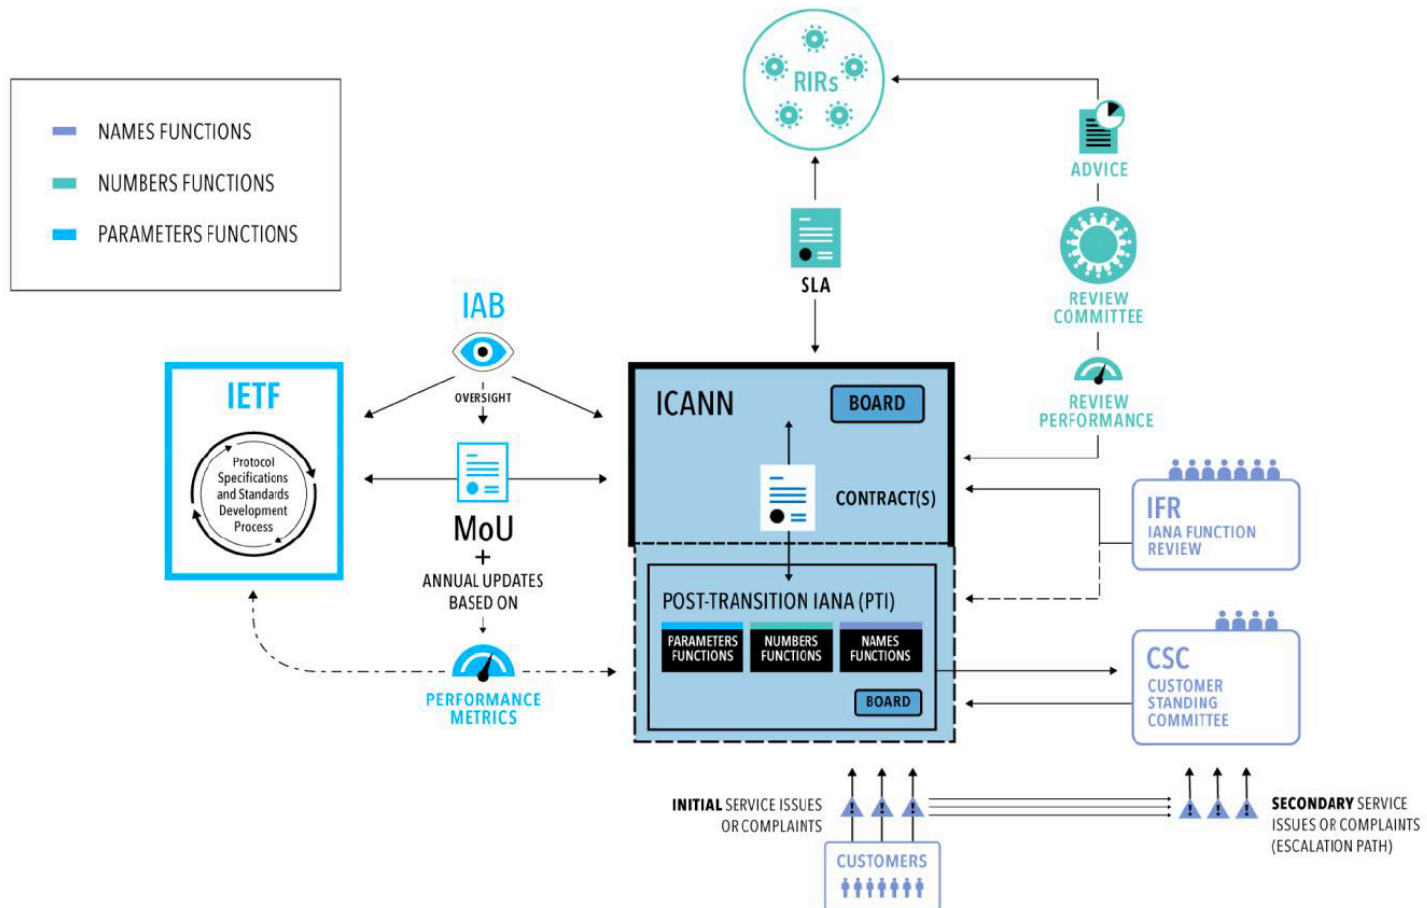 NAMES FUNCTIONS
NUMBERS FUNCTIONS
PARAMETERS FUNCTIONS
RIRs
ADVICE
REVIEW
COMMITTEE
REVIEW
PERFORMANCE
SLA
IAB
OVERSIGHT
IETF
Protocol
Specifications
and Standards
Development
Process
MoU
+
ANNUAL UPDATES
BASED ON
PERFORMANCE
METRICS
ICANN
BOARD
CONTRACT(S)
POST-TRANSITION IANA (PTI)
PARAMETERS
FUNCTIONS
NUMBERS
FUNCTIONS
NAMES
FUNCTIONS
BOARD
IFR
IANA FUNCTION
REVIEW
CSC
CUSTOMER
STANDING
COMMITTEE
INITIAL SERVICE ISSUES
OR COMPLAINTS
! ! !
! ! !
SECONDARY SERVICE
ISSUES OR COMPLAINTS
(ESCALATION PATH)
CUSTOMERS